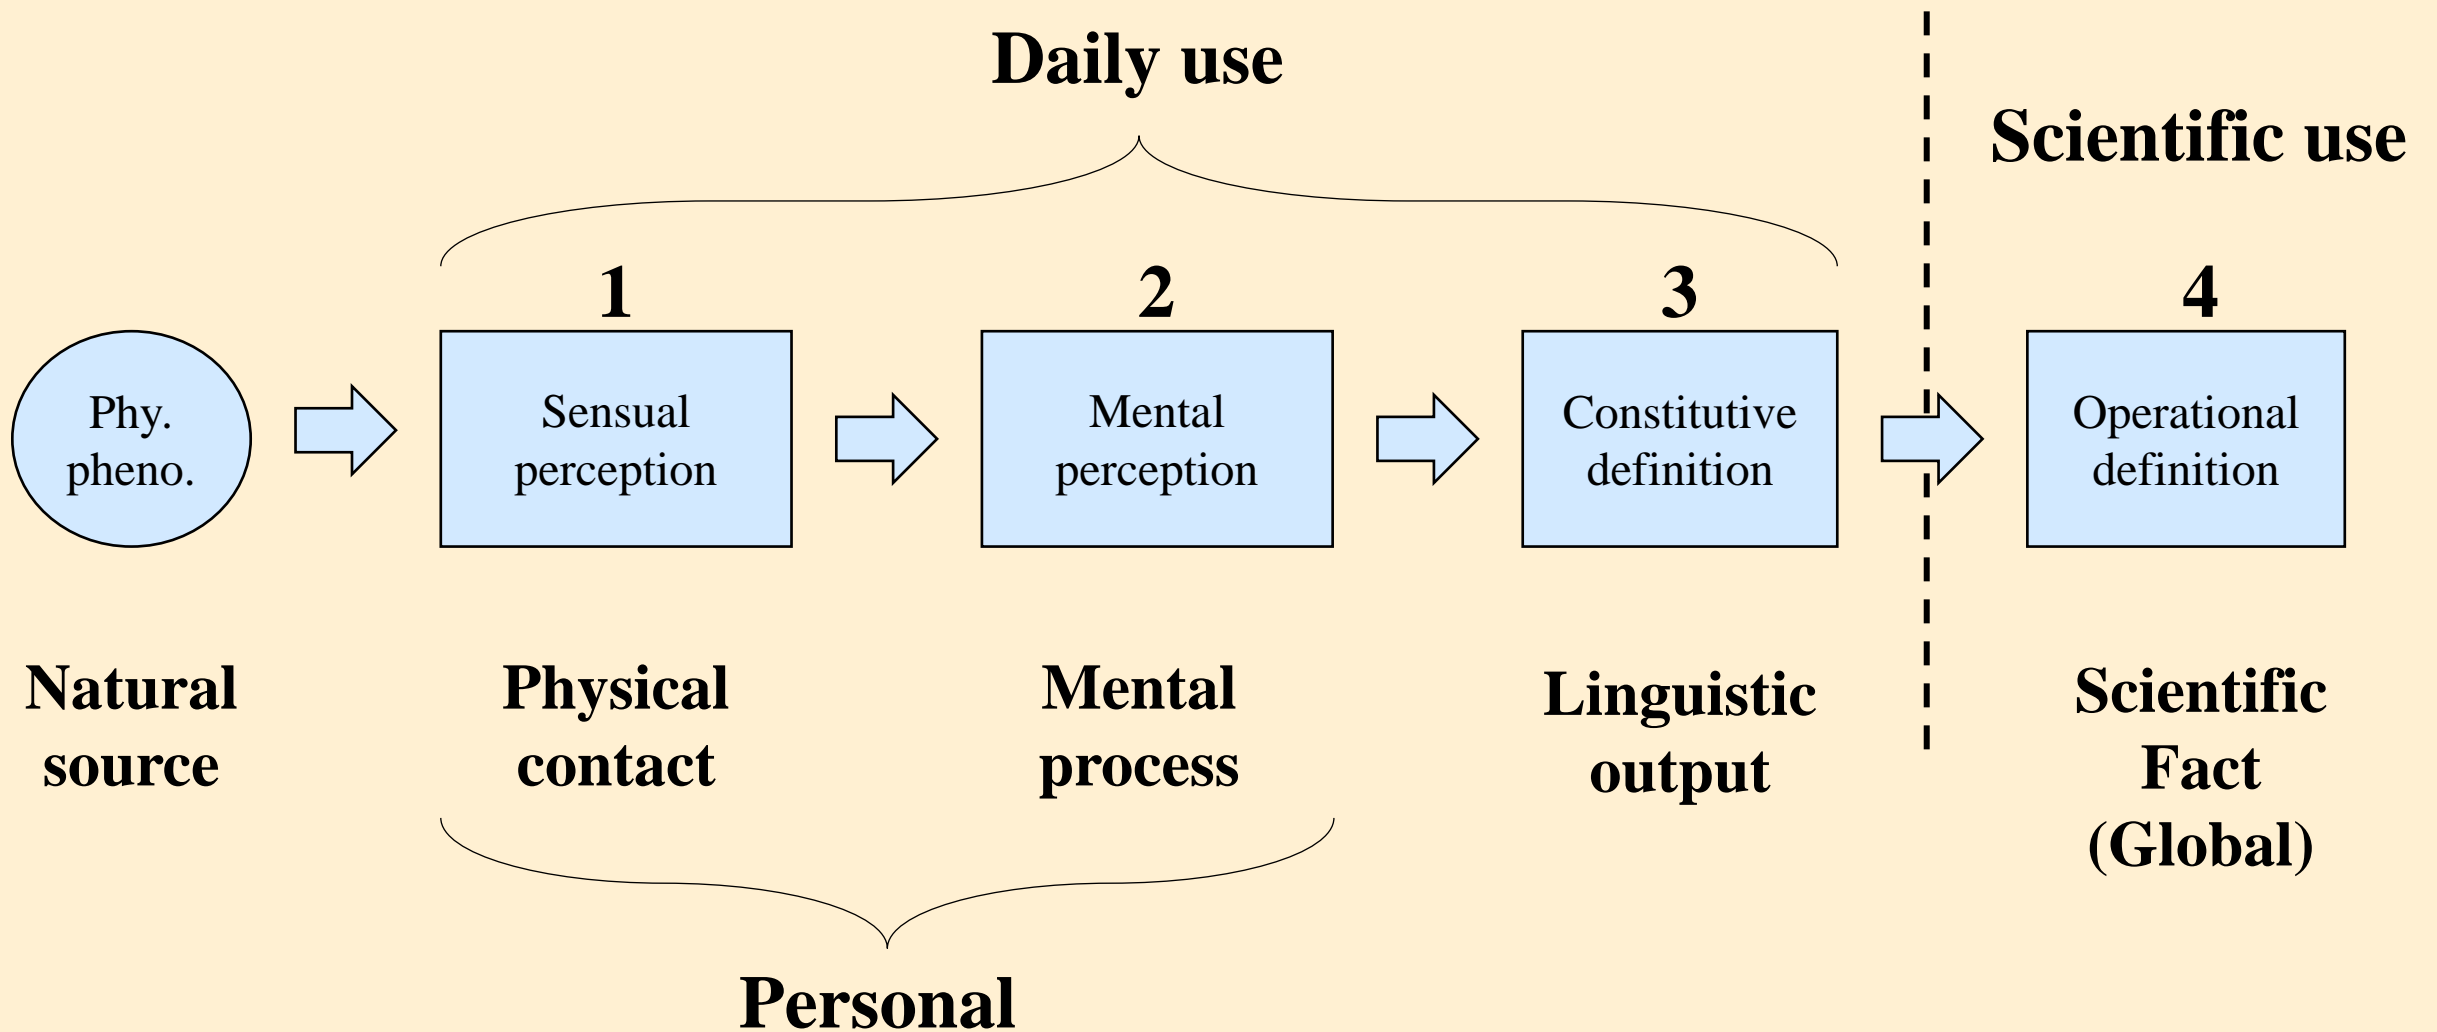 Daily use
Scientific use
1
2
3
4
Phy.
pheno.
Sensual
perception
Mental
perception
Constitutive
definition
Operational
definition
Natural
source
Physical
contact
Mental
process
Linguistic
output
Scientific
Fact
(Global)
Personal